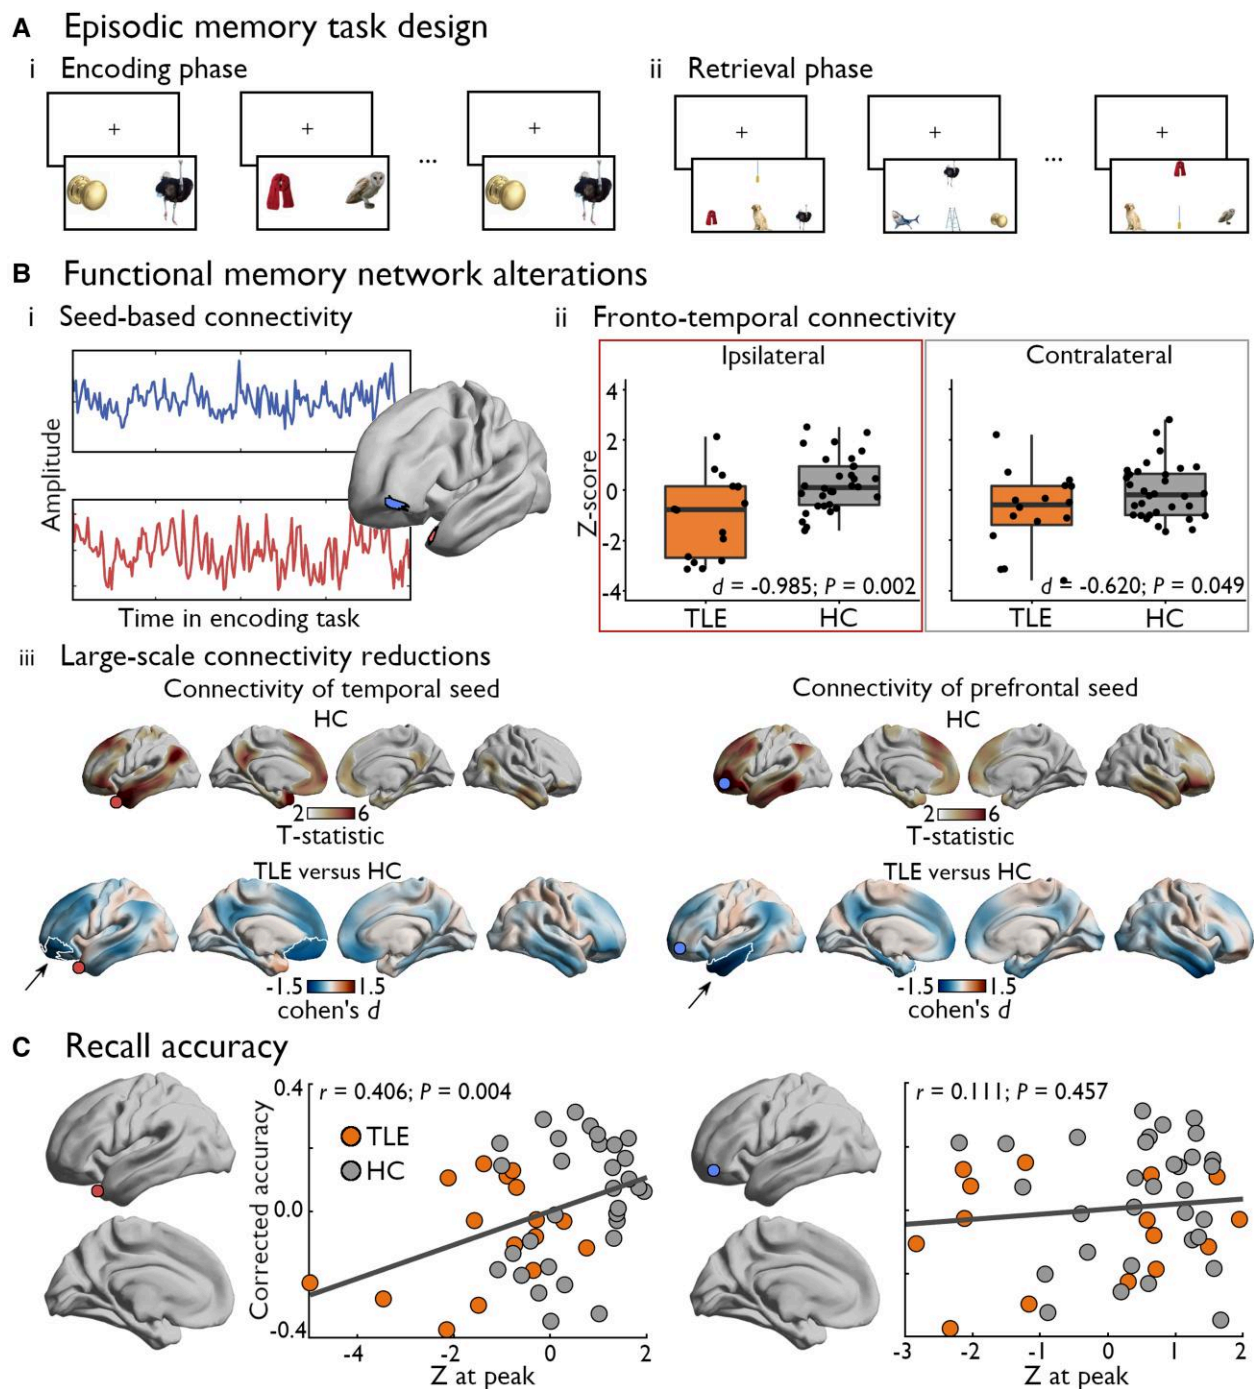 A Episodic memory task design
i Encoding phase
ii Retrieval phase
+ + ... +
+ + ... +
B Functional memory network alterations
i Seed-based connectivity
Amplitude
Time in encoding task
ii Fronto-temporal connectivity
Ipsilateral
Contralateral
Z-score
4
2
0
-2
-4
d = -0.985; P = 0.002
d = -0.620; P = 0.049
TLE HC
TLE HC
iii Large-scale connectivity reductions
Connectivity of temporal seed
HC
2 6
T-statistic
TLE versus HC
-1.5 1.5
cohen's d
Connectivity of prefrontal seed
HC
2 6
T-statistic
TLE versus HC
-1.5 1.5
cohen's d
C Recall accuracy
Corrected accuracy
0.4
0.0
-0.4
r = 0.406; P = 0.004
TLE
HC
-4 -2 0 2
Z at peak
r = 0.111; P = 0.457
-3 -2 -1 0 1 2
Z at peak